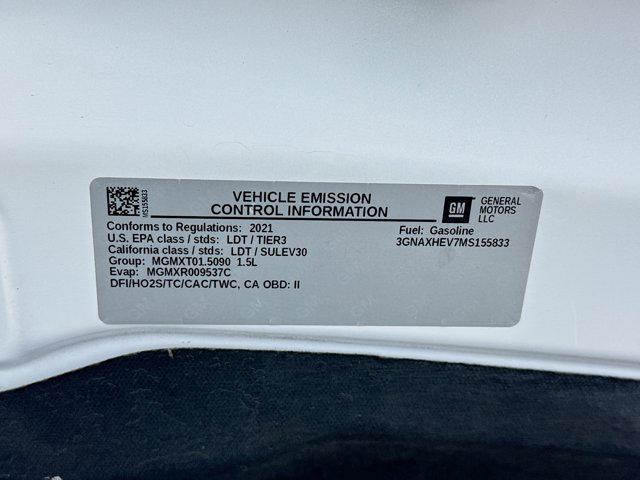 MS155833
VEHICLE EMISSION
CONTROL INFORMATION
GM
GENERAL
MOTORS
LLC
Conforms to Regulations: 2021
U.S. EPA class / stds: LDT / TIER3
California class / stds: LDT / SULEV30
Group: MGMXT01.5090 1.5L
Evap: MGMXR009537C
DFI/HO2S/TC/CAC/TWC, CA OBD: II
Fuel: Gasoline
3GNAXHEV7MS155833